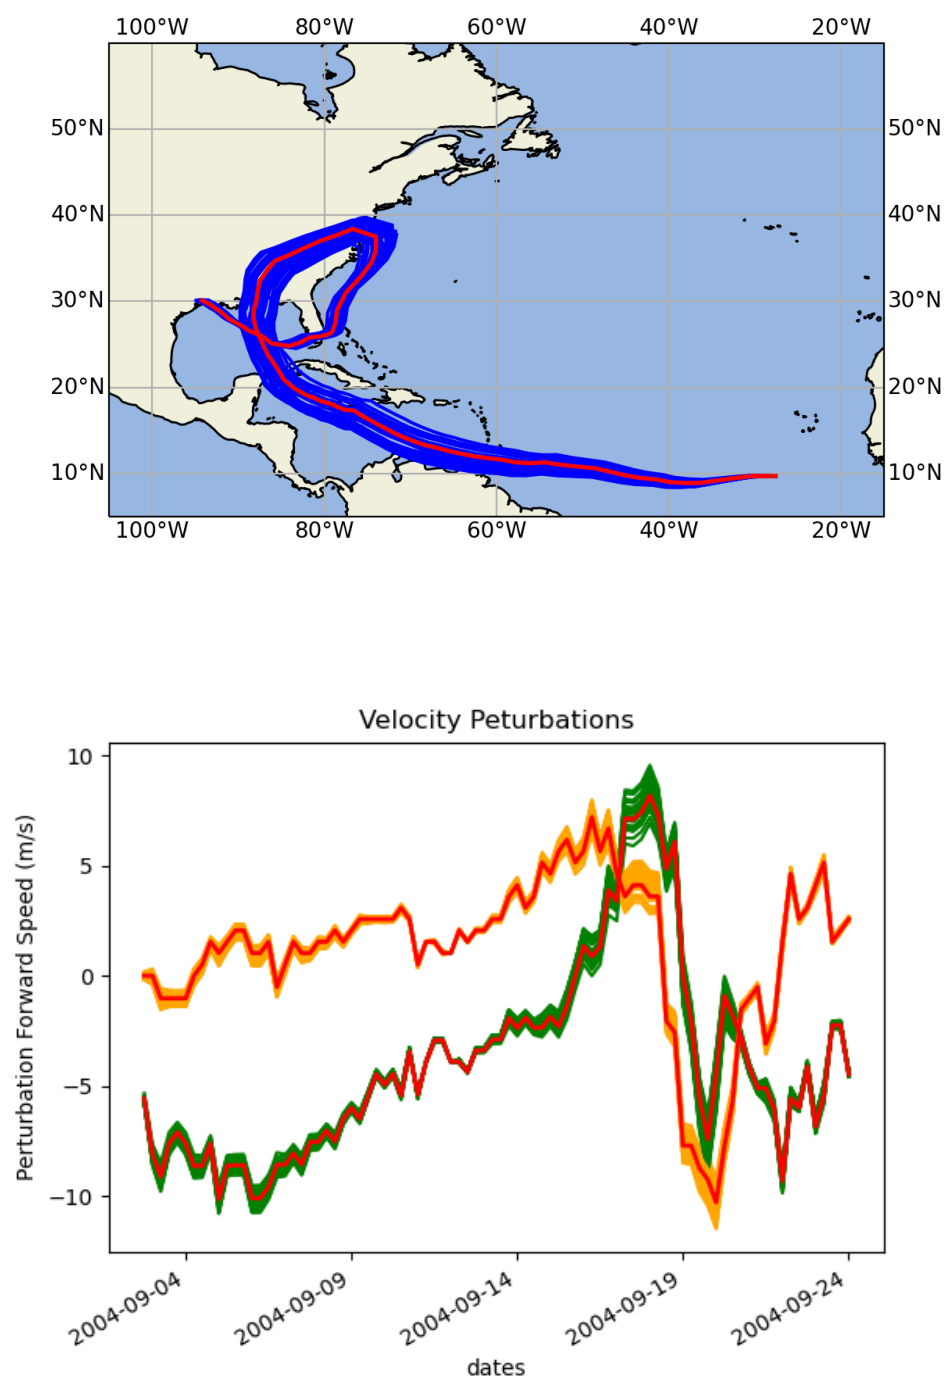 100°W 80°W 60°W 40°W 20°W
50°N 50°N
40°N 40°N
30°N 30°N
20°N 20°N
10°N 10°N
100°W 80°W 60°W 40°W 20°W
Velocity Peturbations
10
5
0
−5
−10
Perturbation Forward Speed (m/s)
2004-09-04 2004-09-09 2004-09-14 2004-09-19 2004-09-24
dates